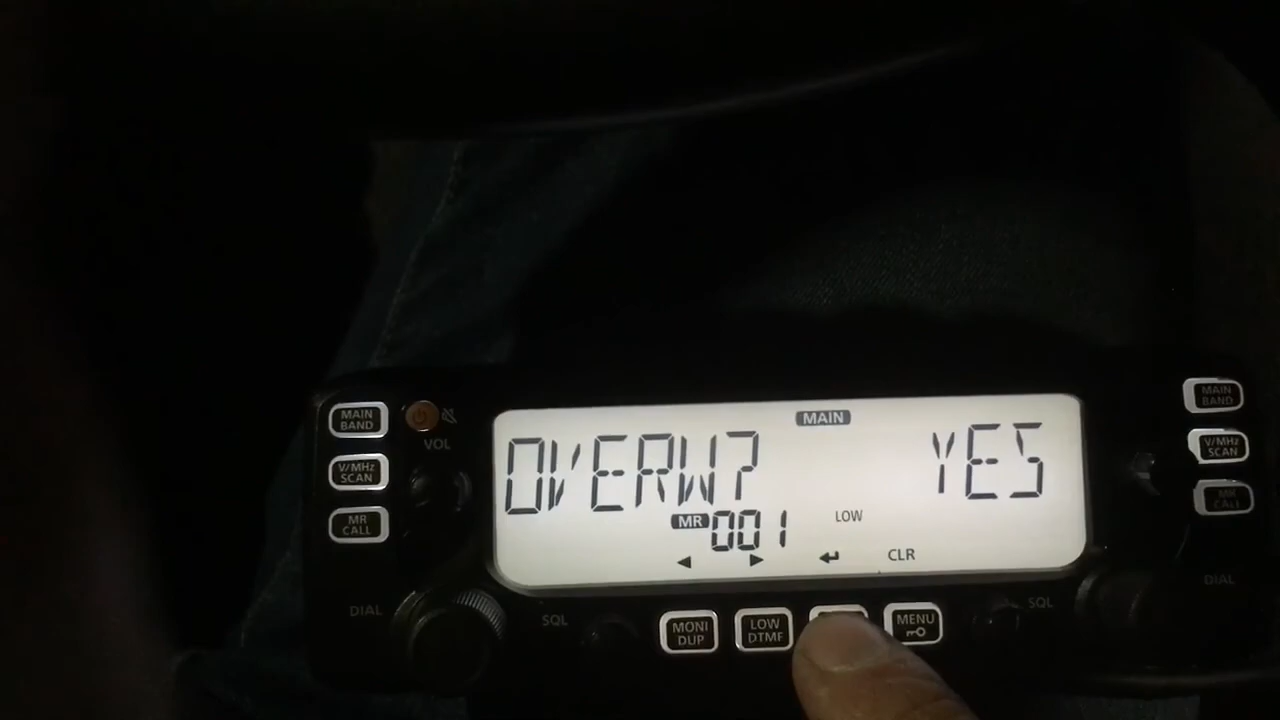 MAIN
BAND
VOL
V/MHz
SCAN
MR
CALL
DIAL
SQL
MAIN
OVERW? YES
MR 001 LOW
CLR
MONI
DUP
LOW
DTMF
MENU
MAIN
BAND
V/MHz
SCAN
MR
CALL
DIAL
SQL